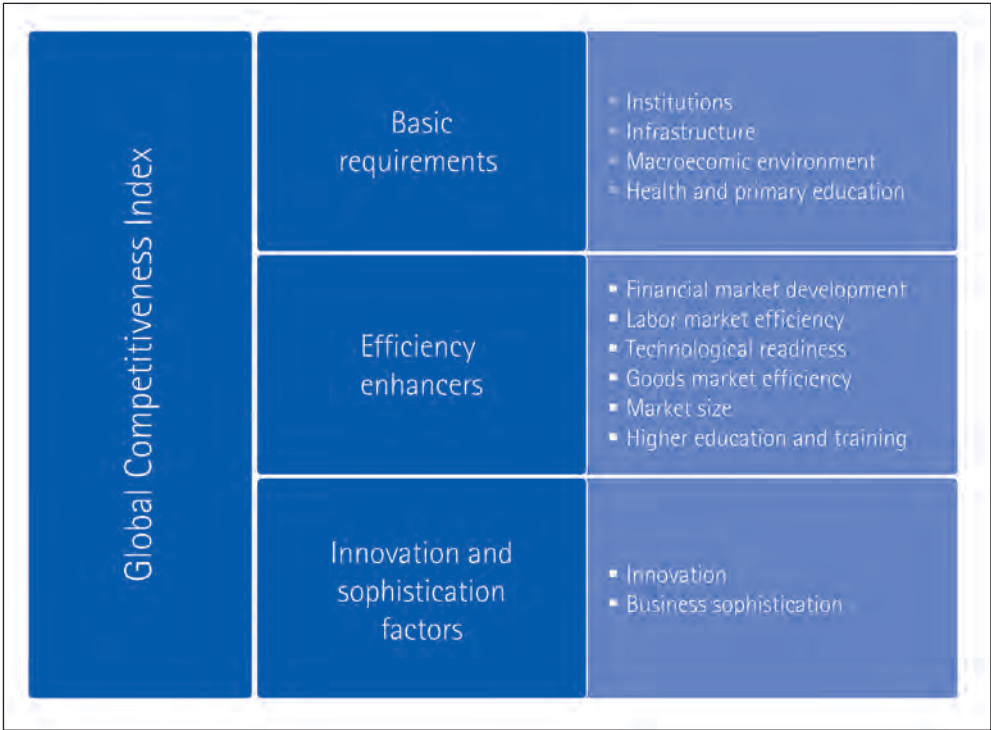 Global Competitiveness Index
Basic
requirements
▪ Institutions
▪ Infrastructure
▪ Macroecomic environment
▪ Health and primary education
Efficiency
enhancers
▪ Financial market development
▪ Labor market efficiency
▪ Technological readiness
▪ Goods market efficiency
▪ Market size
▪ Higher education and training
Innovation and
sophistication
factors
▪ Innovation
▪ Business sophistication